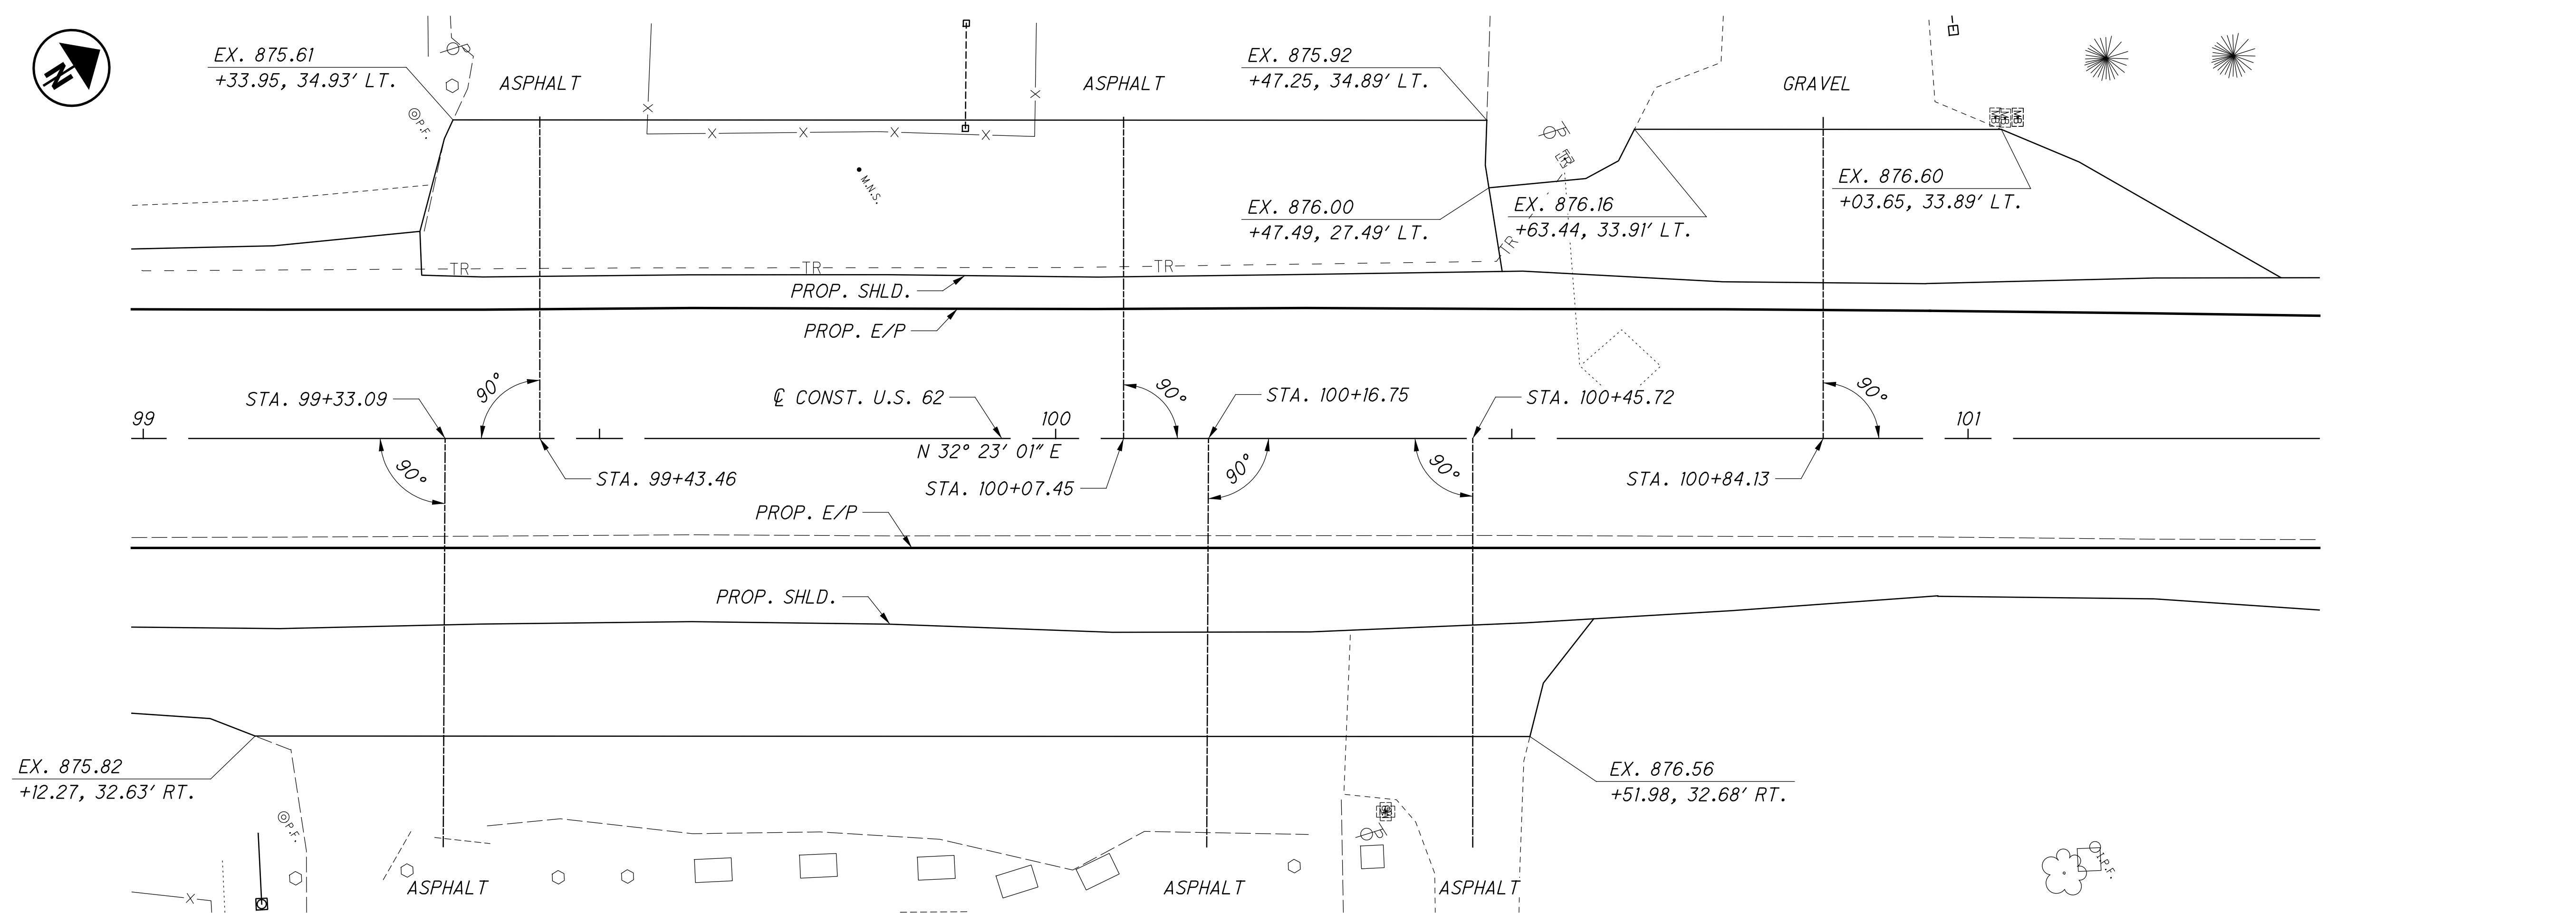 N
EX. 875.61
+33.95, 34.93' LT.
P
ASPHALT
P.F.
X
X
X
X
X
X
M.N.S.
ASPHALT
EX. 875.92
+47.25, 34.89' LT.
P
TR
EX. 876.00
+47.49, 27.49' LT.
EX. 876.16
+63.44, 33.91' LT.
GRAVEL
MB
MB
MB
EX. 876.60
+03.65, 33.89' LT.
TR
TR
TR
TR
PROP. SHLD.
PROP. E/P
STA. 99+33.09
90°
℄ CONST. U.S. 62
90°
STA. 100+16.75
STA. 100+45.72
90°
99
100
101
N 32° 23' 01" E
90°
STA. 99+43.46
STA. 100+07.45
90°
90°
STA. 100+84.13
PROP. E/P
PROP. SHLD.
EX. 875.82
+12.27, 32.63' RT.
EX. 876.56
+51.98, 32.68' RT.
P.F.
MB
P
X
ASPHALT
ASPHALT
ASPHALT
I.P.F.